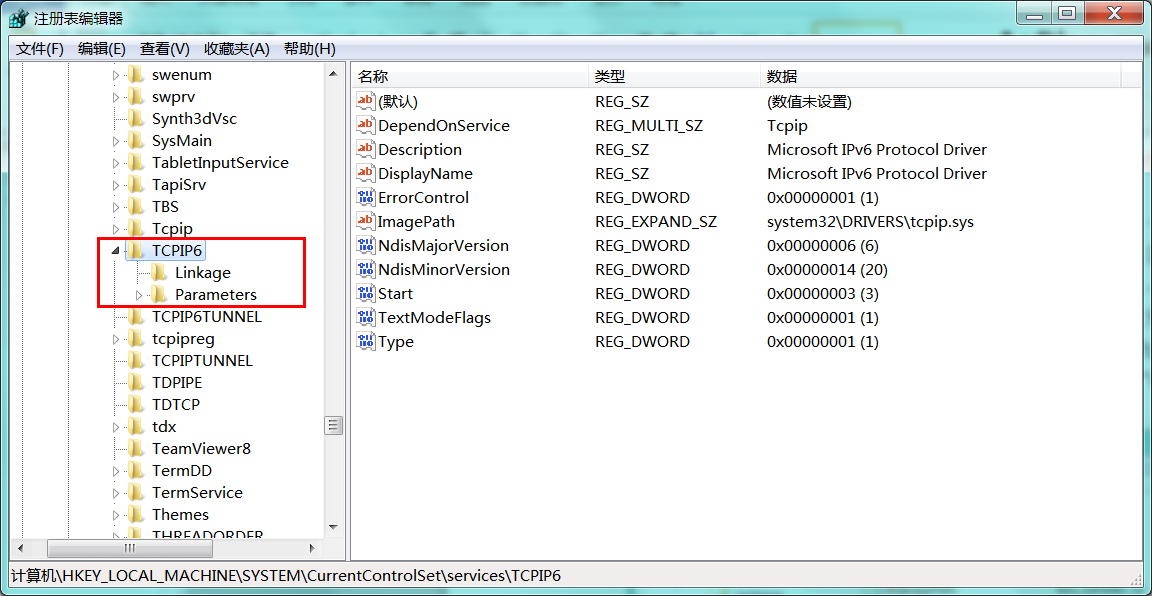 注册表编辑器
文件(F) 编辑(E) 查看(V) 收藏夹(A) 帮助(H)
swenum
swprv
Synth3dVsc
SysMain
TabletInputService
TapiSrv
TBS
Tcpip
TCPIP6
Linkage
Parameters
TCPIP6TUNNEL
tcpipreg
TCPIPTUNNEL
TDPIPE
TDTCP
tdx
TeamViewer8
TermDD
TermService
Themes
THREADORDER
名称 类型 数据
(默认) REG_SZ (数值未设置)
DependOnService REG_MULTI_SZ Tcpip
Description REG_SZ Microsoft IPv6 Protocol Driver
DisplayName REG_SZ Microsoft IPv6 Protocol Driver
ErrorControl REG_DWORD 0x00000001 (1)
ImagePath REG_EXPAND_SZ system32\DRIVERS\tcpip.sys
NdisMajorVersion REG_DWORD 0x00000006 (6)
NdisMinorVersion REG_DWORD 0x00000014 (20)
Start REG_DWORD 0x00000003 (3)
TextModeFlags REG_DWORD 0x00000001 (1)
Type REG_DWORD 0x00000001 (1)
计算机\HKEY_LOCAL_MACHINE\SYSTEM\CurrentControlSet\services\TCPIP6